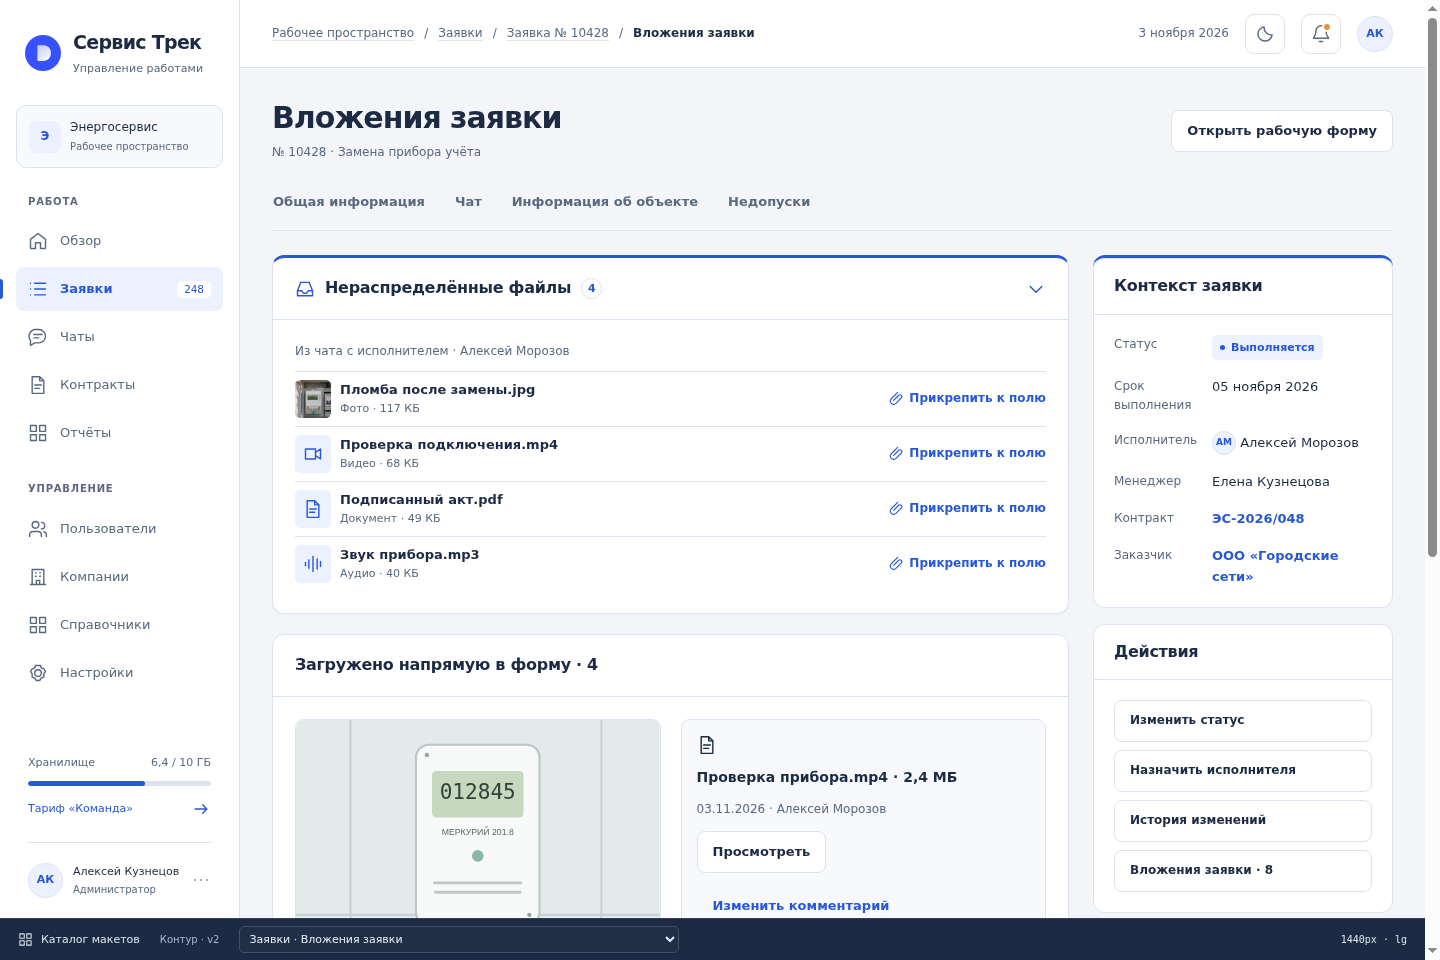 Сервис Трек
Управление работами
Э
Энергосервис
Рабочее пространство
РАБОТА
Обзор
Заявки 248
Чаты
Контракты
Отчёты
УПРАВЛЕНИЕ
Пользователи
Компании
Справочники
Настройки
Хранилище 6,4 / 10 ГБ
Тариф «Команда»
АК
Алексей Кузнецов
Администратор
Рабочее пространство / Заявки / Заявка № 10428 / Вложения заявки
3 ноября 2026
АК
Вложения заявки
№ 10428 · Замена прибора учёта
Открыть рабочую форму
Общая информация Чат Информация об объекте Недопуски
Нераспределённые файлы 4
Из чата с исполнителем · Алексей Морозов
Пломба после замены.jpg
Фото · 117 КБ
Прикрепить к полю
Проверка подключения.mp4
Видео · 68 КБ
Прикрепить к полю
Подписанный акт.pdf
Документ · 49 КБ
Прикрепить к полю
Звук прибора.mp3
Аудио · 40 КБ
Прикрепить к полю
Загружено напрямую в форму · 4
012845
МЕРКУРИЙ 201.8
Проверка прибора.mp4 · 2,4 МБ
03.11.2026 · Алексей Морозов
Просмотреть
Изменить комментарий
Контекст заявки
Статус Выполняется
Срок выполнения 05 ноября 2026
Исполнитель АМ Алексей Морозов
Менеджер Елена Кузнецова
Контракт ЭС-2026/048
Заказчик ООО «Городские
сети»
Действия
Изменить статус
Назначить исполнителя
История изменений
Вложения заявки · 8
Каталог макетов Контур · v2 Заявки · Вложения заявки 1440px · lg